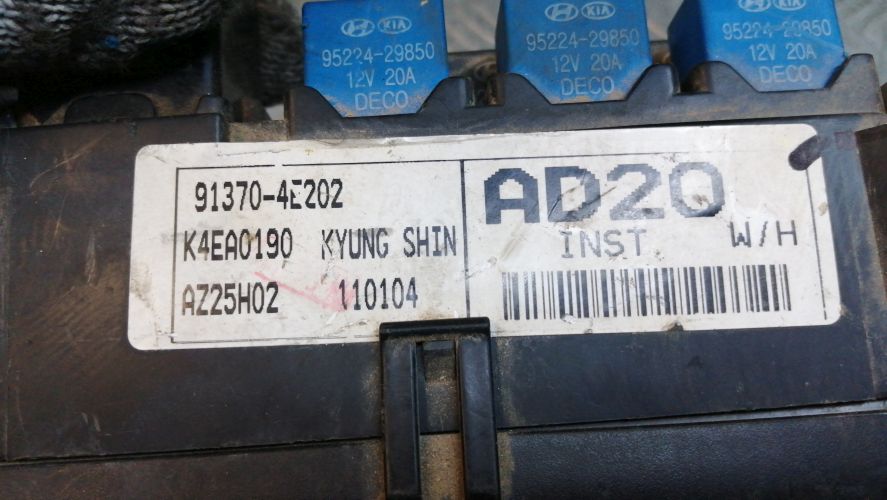 HYUNDAI KIA
95224-29850
12V 20A
DECO
KIA
95224-29850
12V 20A
DECO
KIA
95224-29850
12V 20A
DECO
91370-4E202
K4EA0190 KYUNG SHIN
AZ25H02 110104
AD20
INST W/H